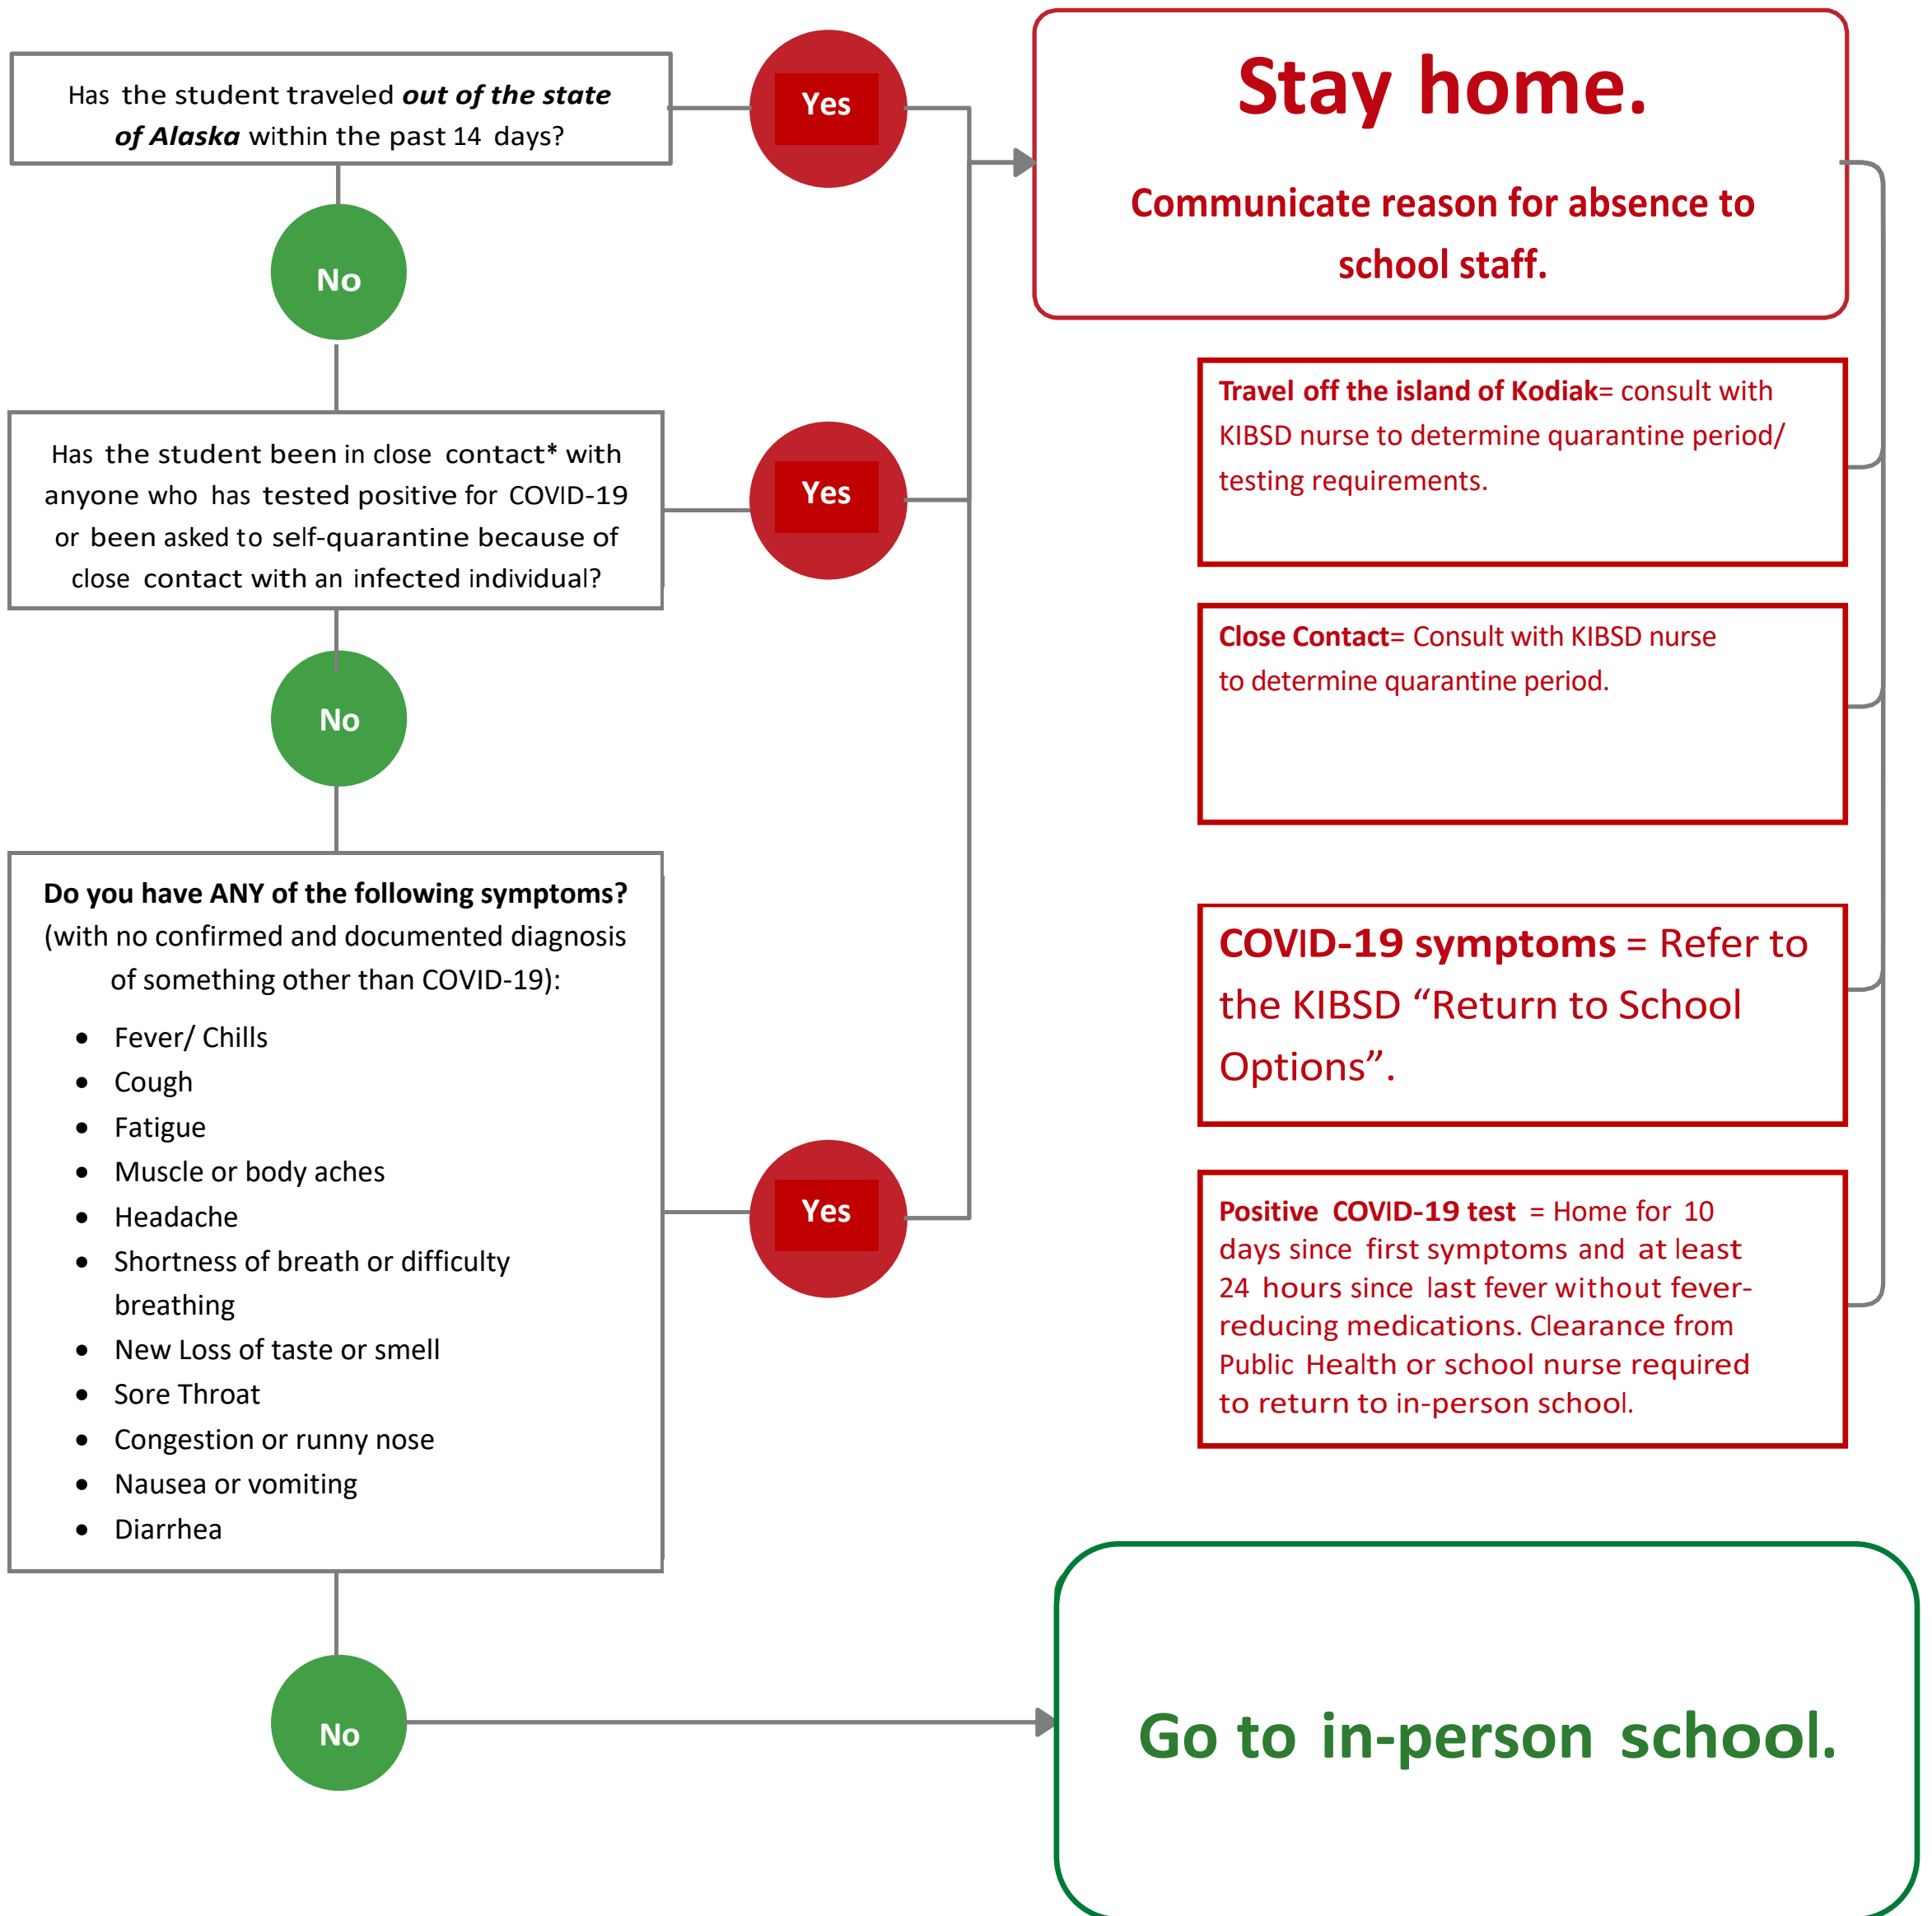 Has the student traveled out of the state
of Alaska within the past 14 days?
Yes
No
Has the student been in close contact* with
anyone who has tested positive for COVID-19
or been asked to self-quarantine because of
close contact with an infected individual?
Yes
No
Do you have ANY of the following symptoms?
(with no confirmed and documented diagnosis
of something other than COVID-19):
• Fever/ Chills
• Cough
• Fatigue
• Muscle or body aches
• Headache
• Shortness of breath or difficulty
breathing
• New Loss of taste or smell
• Sore Throat
• Congestion or runny nose
• Nausea or vomiting
• Diarrhea
Yes
No
Stay home.
Communicate reason for absence to
school staff.
Travel off the island of Kodiak= consult with
KIBSD nurse to determine quarantine period/
testing requirements.
Close Contact= Consult with KIBSD nurse
to determine quarantine period.
COVID-19 symptoms = Refer to
the KIBSD “Return to School
Options”.
Positive COVID-19 test = Home for 10
days since first symptoms and at least
24 hours since last fever without fever-
reducing medications. Clearance from
Public Health or school nurse required
to return to in-person school.
Go to in-person school.